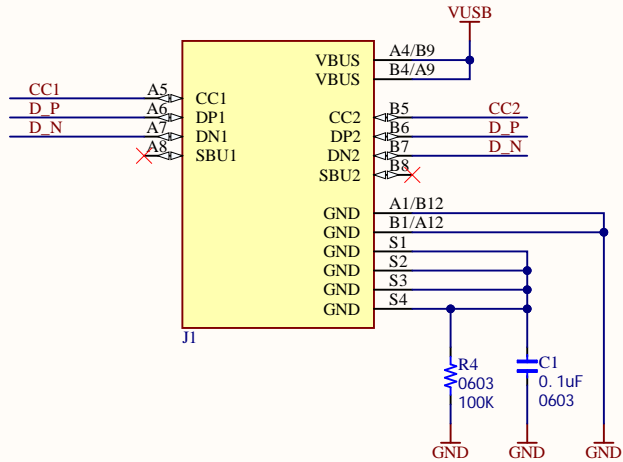 VUSB
VBUS A4/B9
VBUS B4/A9
CC1 A5 CC1
D_P A6 DP1
D_N A7 DN1
A8 SBU1
CC2 B5 CC2
DP2 B6 D_P
DN2 B7 D_N
SBU2 B8
GND A1/B12
GND B1/A12
GND S1
GND S2
GND S3
GND S4
J1
R4
0603
100K
C1
0.1uF
0603
GND GND GND